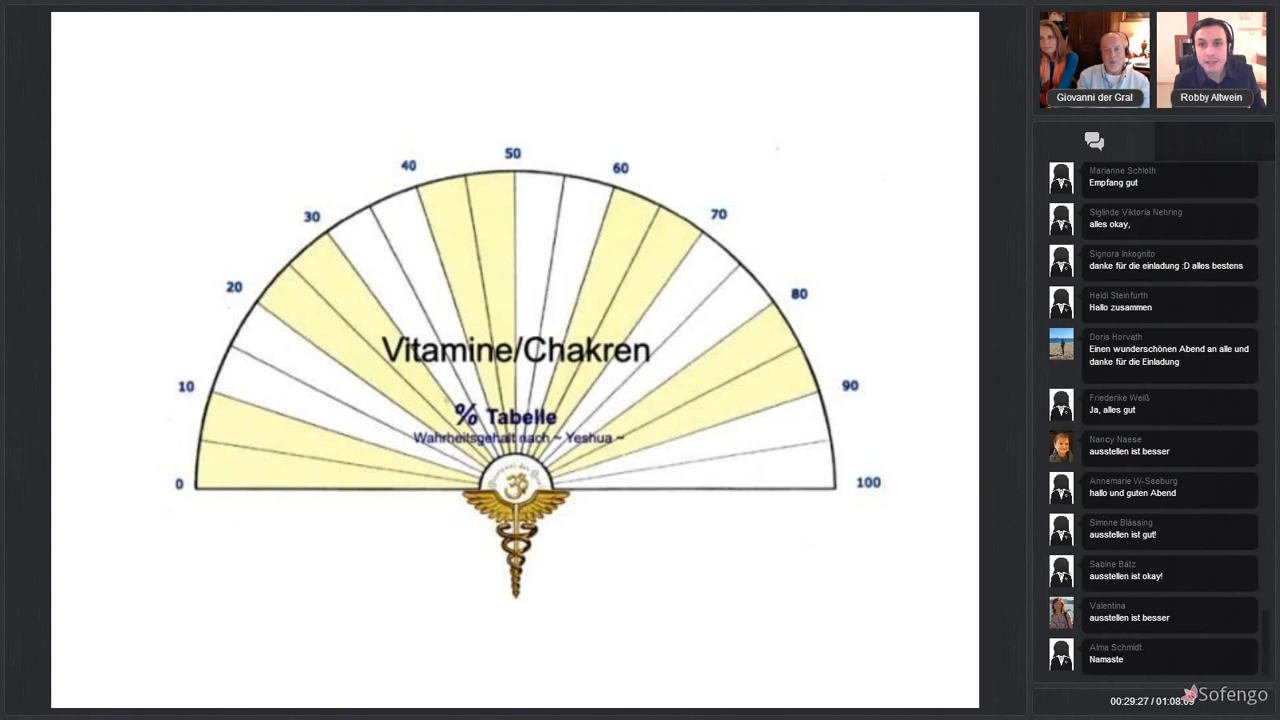 50
40
60
30
70
20
80
10
90
0
100
Vitamine/Chakren
% Tabelle
Wahrheitsgehalt nach ~ Yeshua ~
Giovanni der Gral
Robby Altwein
Marianne Schloth
Empfang gut
Siglinde Viktoria Nehring
alles okay,
Signora Inkognito
danke für die einladung :D alles bestens
Heidi Steinfurth
Hallo zusammen
Doris Horvath
Einen wunderschönen Abend an alle und
danke für die Einladung
Friederike Weiß
Ja, alles gut
Nancy Naese
ausstellen ist besser
Annemarie W-Seeburg
hallo und guten Abend
Simone Blässing
ausstellen ist gut!
Sabine Bätz
ausstellen ist okay!
Valentina
ausstellen ist besser
Alma Schmidt
Namaste
00:29:27 /
Sofengo